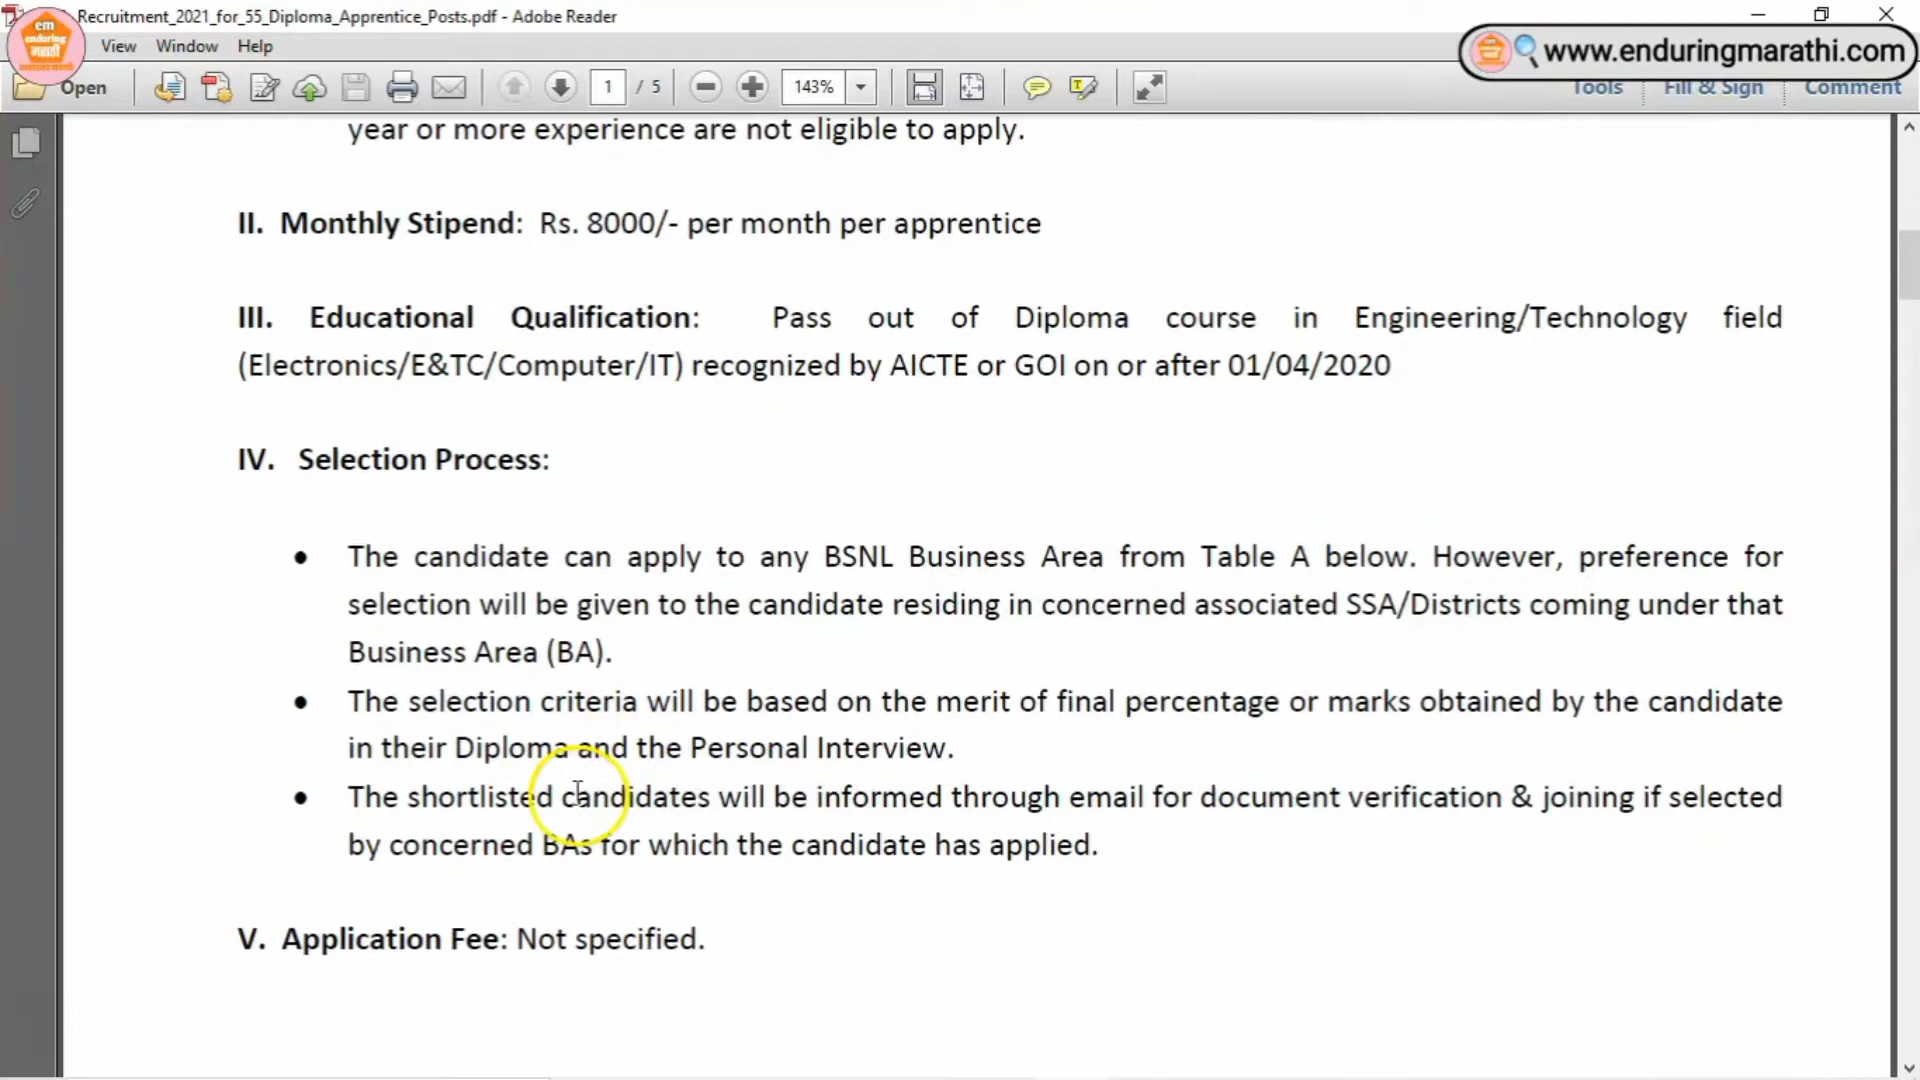 Recruitment_2021_for_55_Diploma_Apprentice_Posts.pdf - Adobe Reader
em
enduring
मराठी
www.enduringmarathi.com
View Window Help
Open 1 / 5 143% Tools Fill & Sign Comment
year or more experience are not eligible to apply.
II. Monthly Stipend: Rs. 8000/- per month per apprentice
III. Educational Qualification: Pass out of Diploma course in Engineering/Technology field
(Electronics/E&TC/Computer/IT) recognized by AICTE or GOI on or after 01/04/2020
IV. Selection Process:
• The candidate can apply to any BSNL Business Area from Table A below. However, preference for
selection will be given to the candidate residing in concerned associated SSA/Districts coming under that
Business Area (BA).
• The selection criteria will be based on the merit of final percentage or marks obtained by the candidate
in their Diploma and the Personal Interview.
• The shortlisted candidates will be informed through email for document verification & joining if selected
by concerned BAs for which the candidate has applied.
V. Application Fee: Not specified.